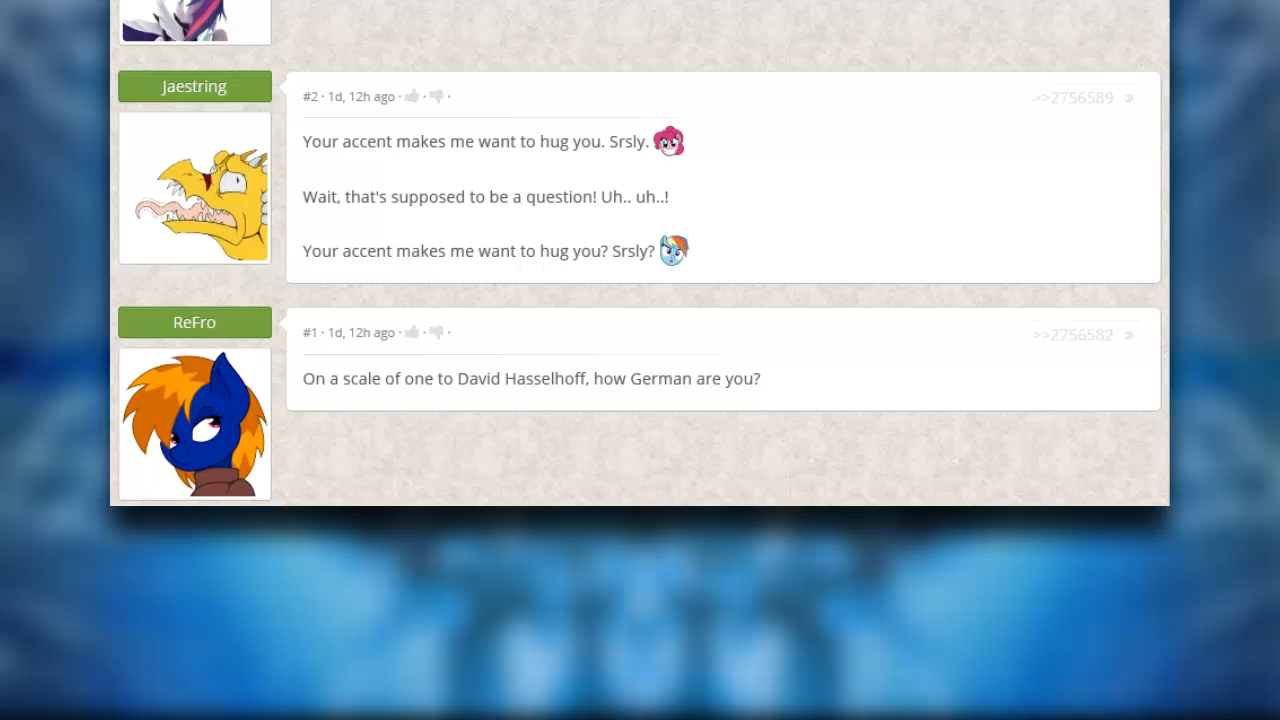 Jaestring
#2 · 1d, 12h ago · · ·
>>2756589 »
Your accent makes me want to hug you. Srsly.
Wait, that's supposed to be a question! Uh.. uh..!
Your accent makes me want to hug you? Srsly?
ReFro
#1 · 1d, 12h ago · · ·
>>2756582 »
On a scale of one to David Hasselhoff, how German are you?